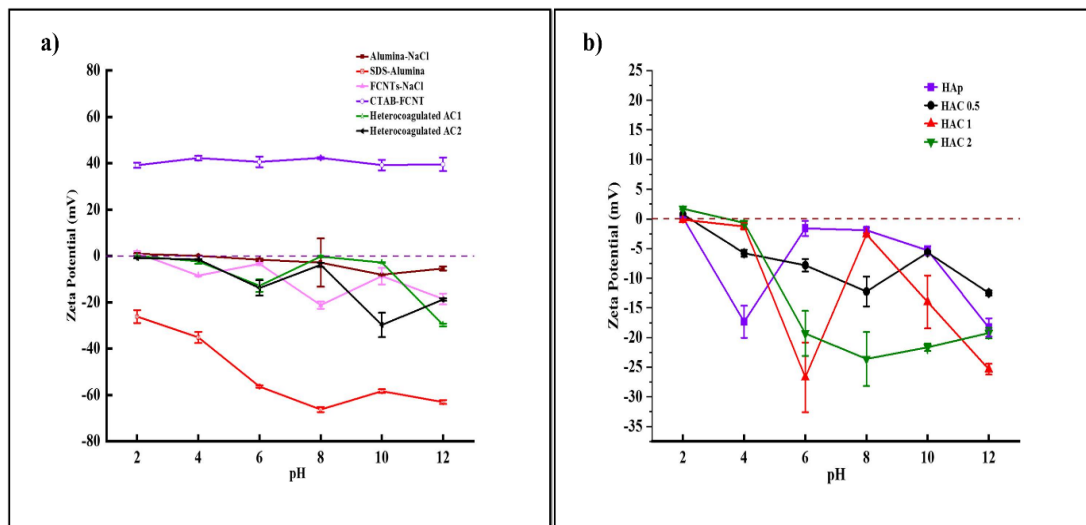 a)
Alumina-NaCl
SDS-Alumina
FCNTs-NaCl
CTAB-FCNT
Heterocoagulated AC1
Heterocoagulated AC2
80
60
40
20
0
-20
-40
-60
-80
Zeta Potential (mV)
2 4 6 8 10 12
pH
b)
HAp
HAC 0.5
HAC 1
HAC 2
25
20
15
10
5
0
-5
-10
-15
-20
-25
-30
-35
Zeta Potential (mV)
2 4 6 8 10 12
pH